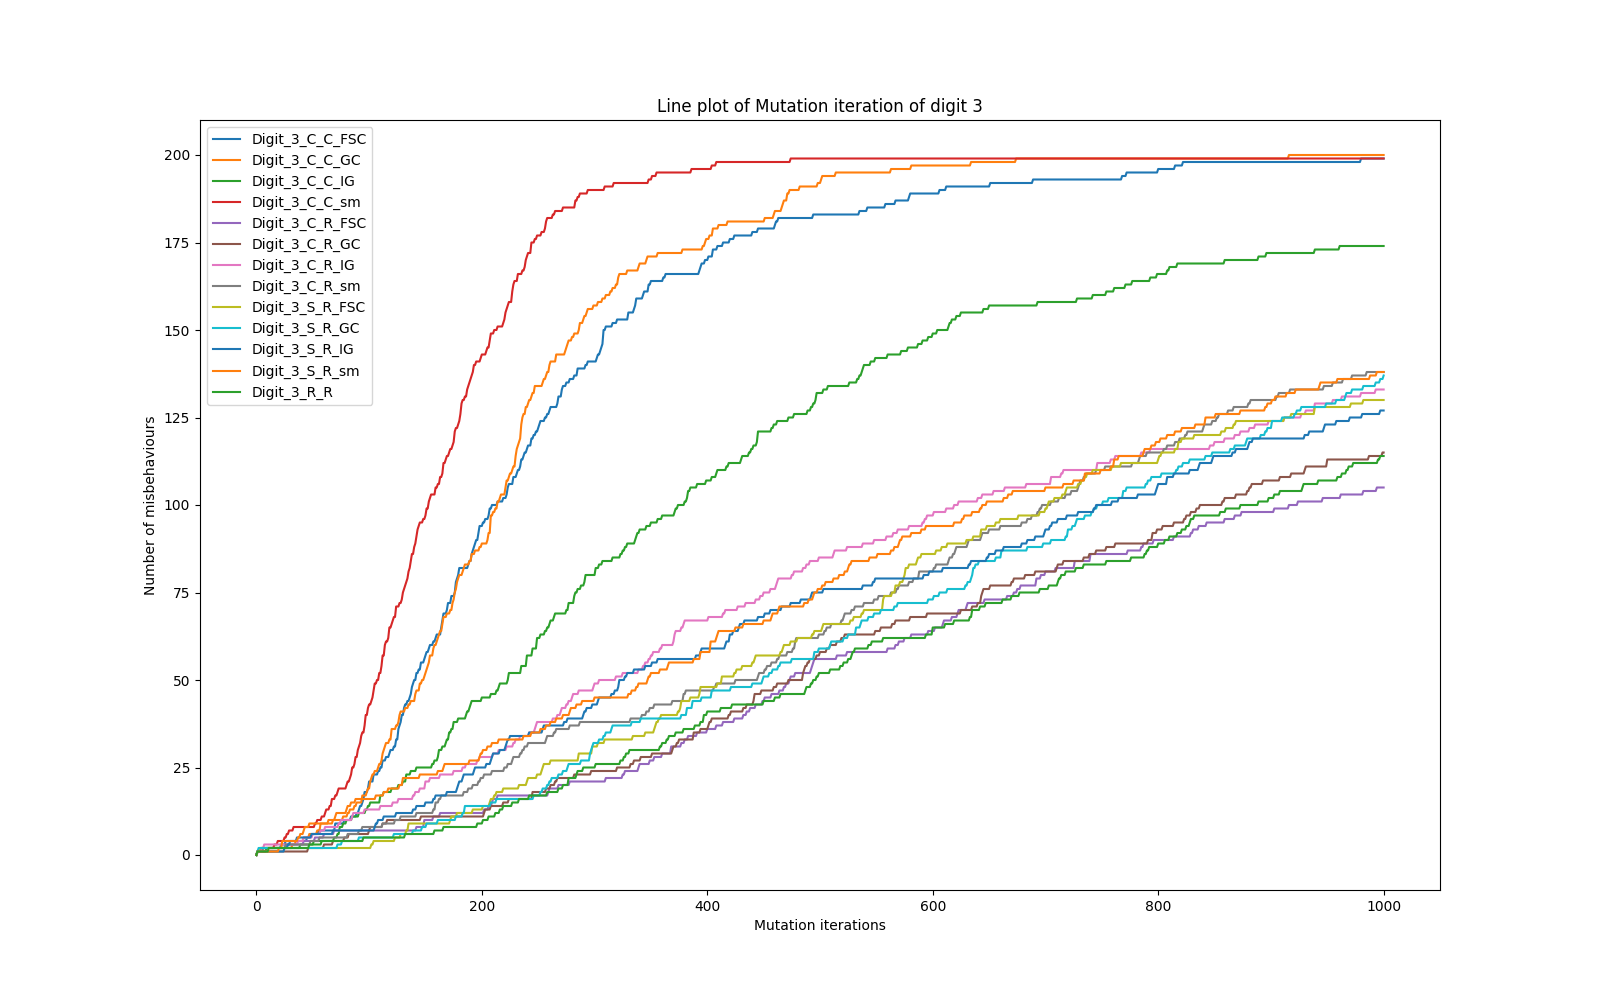 Line plot of Mutation iteration of digit 3
Digit_3_C_C_FSC
Digit_3_C_C_GC
Digit_3_C_C_IG
Digit_3_C_C_sm
Digit_3_C_R_FSC
Digit_3_C_R_GC
Digit_3_C_R_IG
Digit_3_C_R_sm
Digit_3_S_R_FSC
Digit_3_S_R_GC
Digit_3_S_R_IG
Digit_3_S_R_sm
Digit_3_R_R
Number of misbehaviours
200
175
150
125
100
75
50
25
0
0 200 400 600 800 1000
Mutation iterations